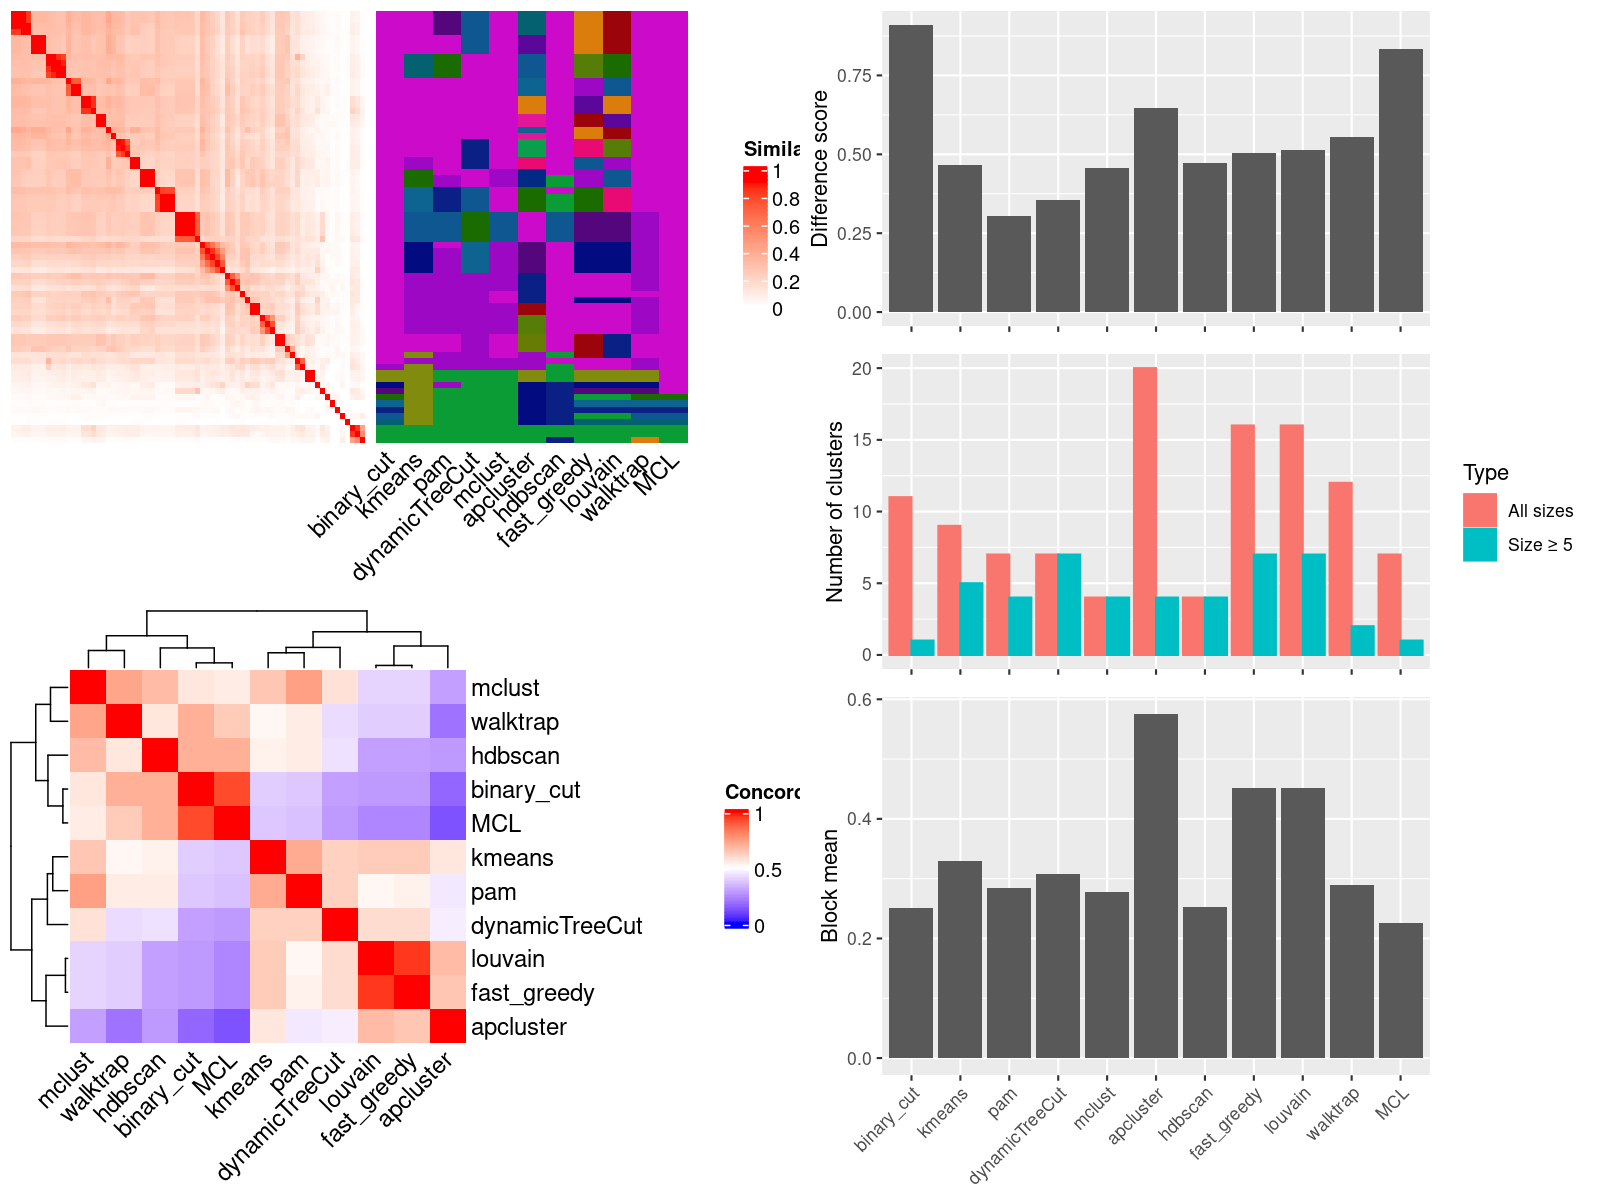 Simila
1
0.8
0.6
0.4
0.2
0
binary_cut
kmeans
pam
dynamicTreeCut
mclust
apcluster
hdbscan
fast_greedy
louvain
walktrap
MCL
mclust
walktrap
hdbscan
binary_cut
MCL
kmeans
pam
dynamicTreeCut
louvain
fast_greedy
apcluster
mclust
walktrap
hdbscan
binary_cut
MCL
kmeans
pam
dynamicTreeCut
louvain
fast_greedy
apcluster
Concord
1
0.5
0
Difference score
0.75
0.50
0.25
0.00
Number of clusters
20
15
10
5
0
Type
All sizes
Size ≥ 5
Block mean
0.6
0.4
0.2
0.0
binary_cut
kmeans
pam
dynamicTreeCut
mclust
apcluster
hdbscan
fast_greedy
louvain
walktrap
MCL